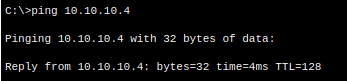 C:\>ping 10.10.10.4
Pinging 10.10.10.4 with 32 bytes of data:
Reply from 10.10.10.4: bytes=32 time=4ms TTL=128